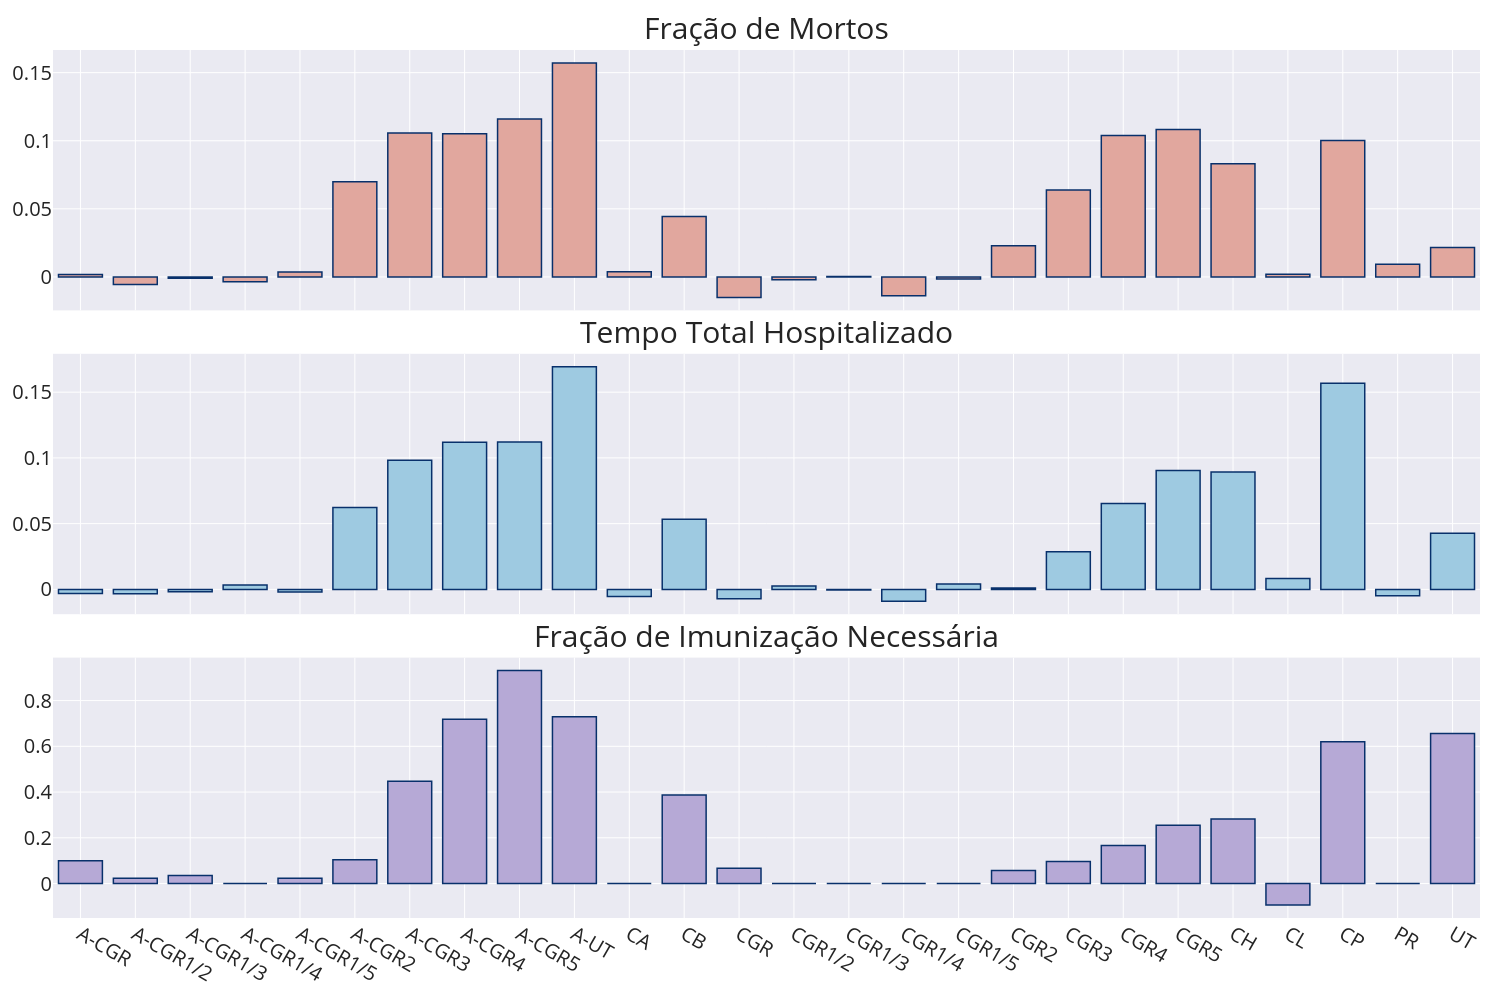 Fração de Mortos
0.15
0.1
0.05
0
Tempo Total Hospitalizado
0.15
0.1
0.05
0
Fração de Imunização Necessária
0.8
0.6
0.4
0.2
0
A-CGR
A-CGR1/2
A-CGR1/3
A-CGR1/4
A-CGR1/5
A-CGR2
A-CGR3
A-CGR4
A-CGR5
A-UT
CA
CB
CGR
CGR1/2
CGR1/3
CGR1/4
CGR1/5
CGR2
CGR3
CGR4
CGR5
CH
CL
CP
PR
UT